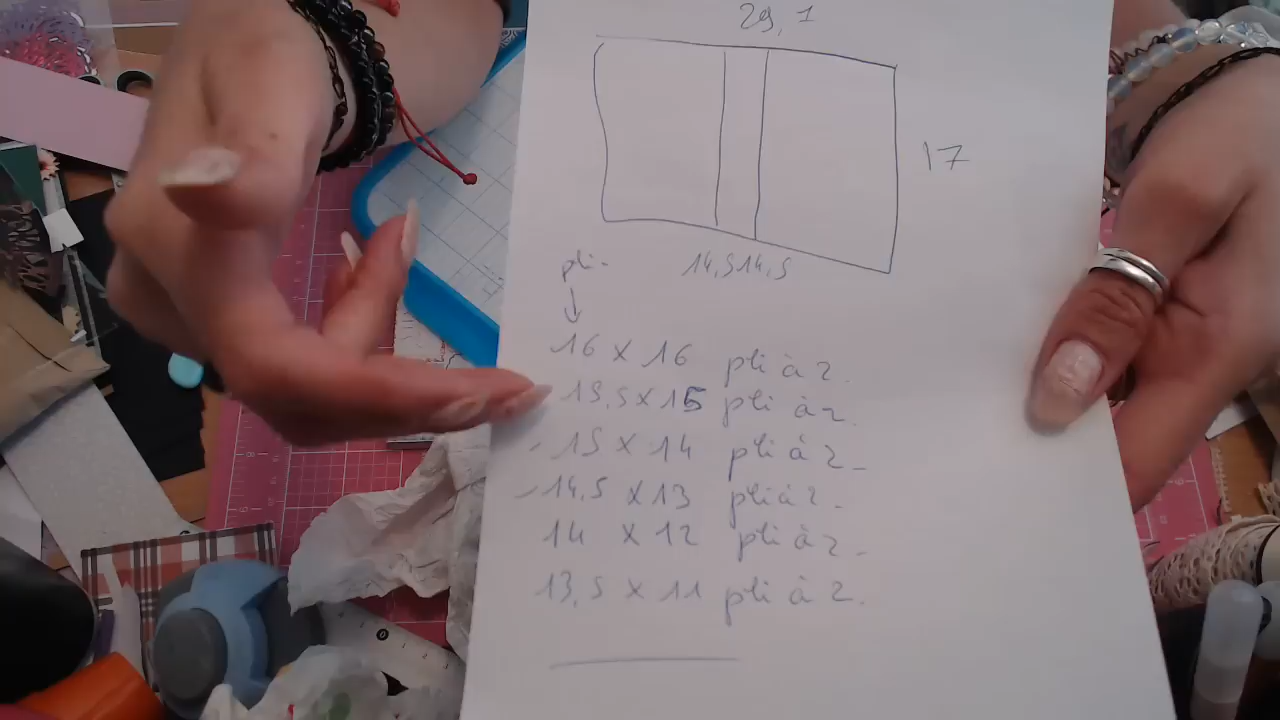 29,1
17
14,5 14,5
pli
16 x 16 pli à 2.
15,5 x 15 pli à 2.
15 x 14 pli à 2
14,5 x 13 pli à 2.
14 x 12 pli à 2
13,5 x 11 pli à 2.
0